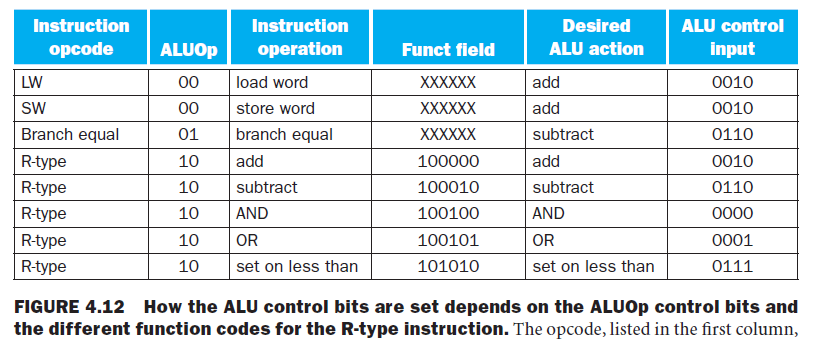 Instruction opcode ALUOp Instruction operation Funct field Desired ALU action ALU control input
LW 00 load word XXXXXX add 0010
SW 00 store word XXXXXX add 0010
Branch equal 01 branch equal XXXXXX subtract 0110
R-type 10 add 100000 add 0010
R-type 10 subtract 100010 subtract 0110
R-type 10 AND 100100 AND 0000
R-type 10 OR 100101 OR 0001
R-type 10 set on less than 101010 set on less than 0111
FIGURE 4.12 How the ALU control bits are set depends on the ALUOp control bits and
the different function codes for the R-type instruction. The opcode, listed in the first column,